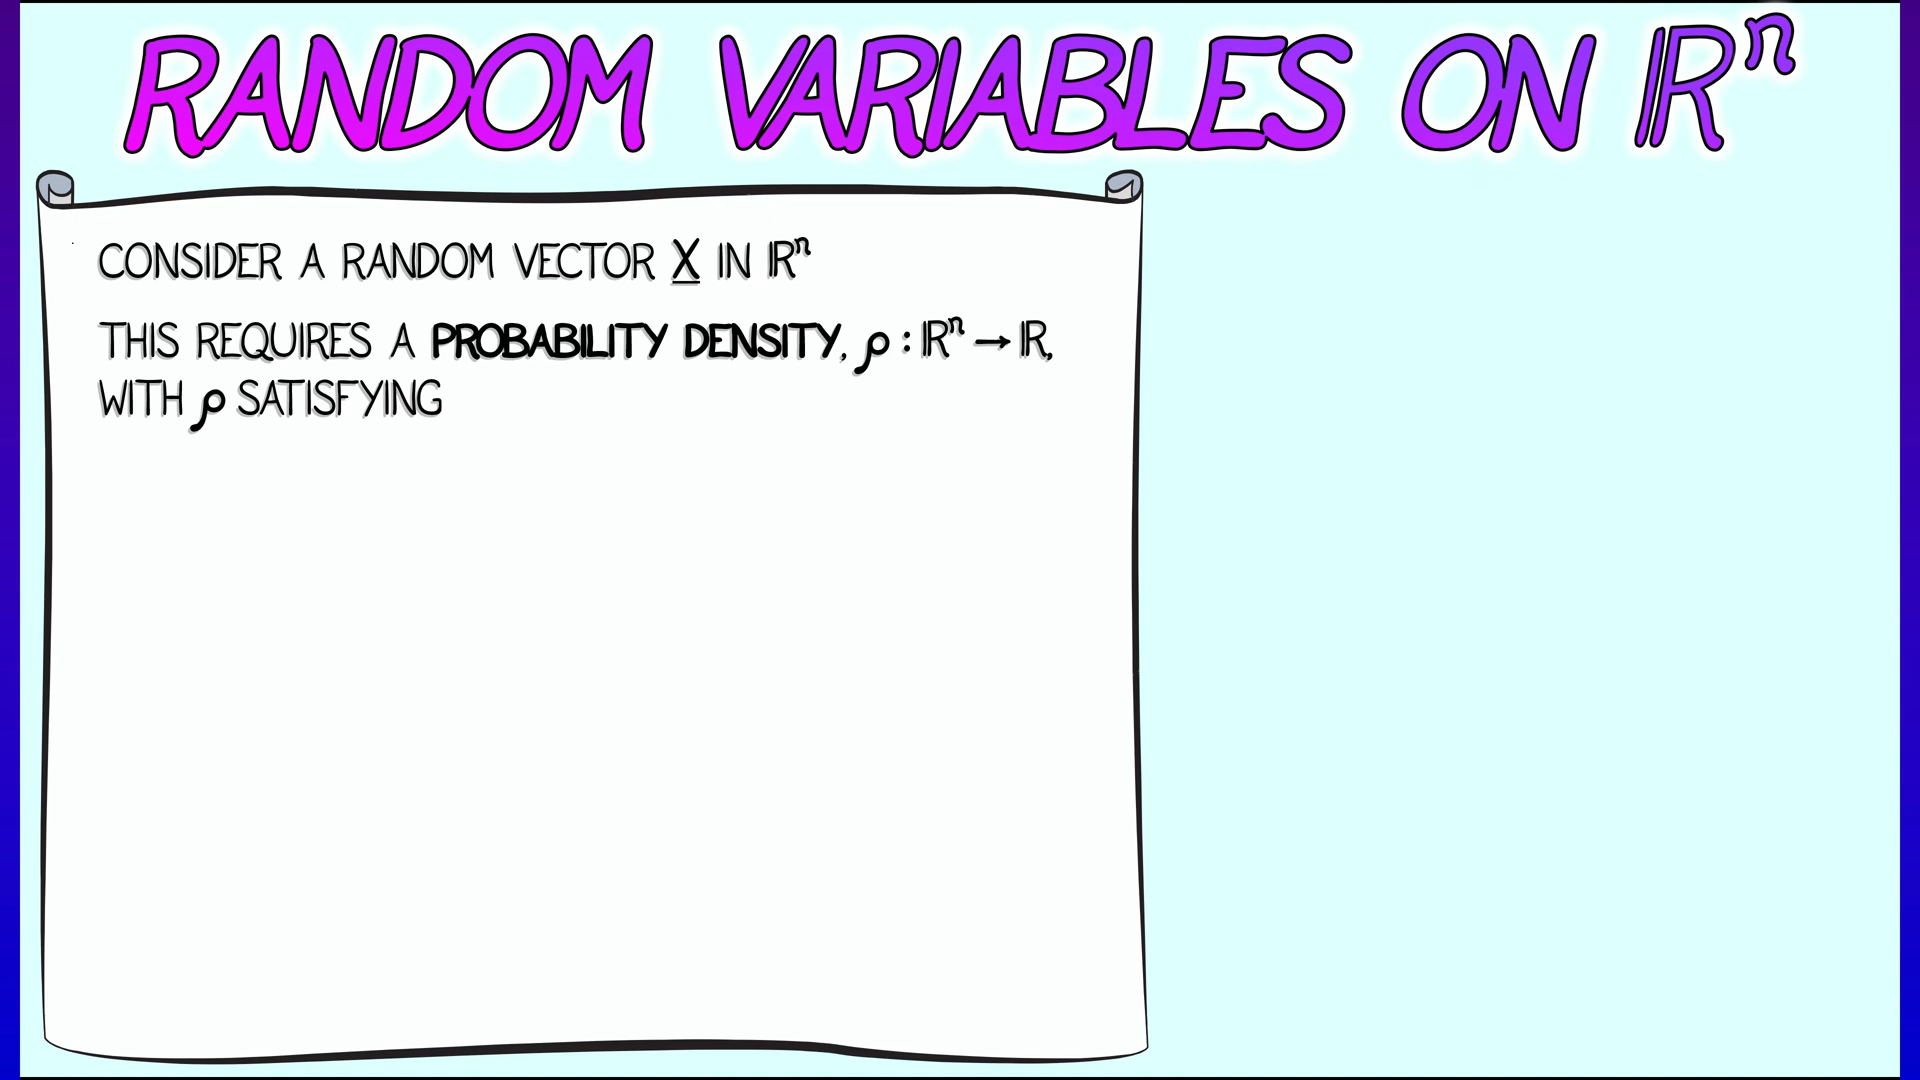 RANDOM VARIABLES ON ℝⁿ
CONSIDER A RANDOM VECTOR X IN ℝⁿ
THIS REQUIRES A PROBABILITY DENSITY, ρ : ℝⁿ → ℝ,
WITH ρ SATISFYING